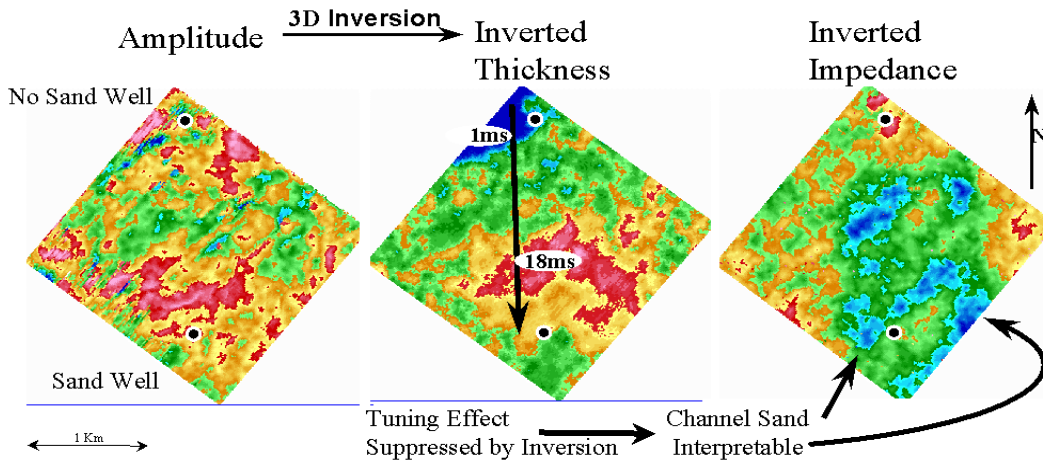 3D Inversion
Amplitude
Inverted
Thickness
Inverted
Impedance
No Sand Well
1ms
N
18ms
Sand Well
Tuning Effect
Suppressed by Inversion
Channel Sand
Interpretable
1 Km